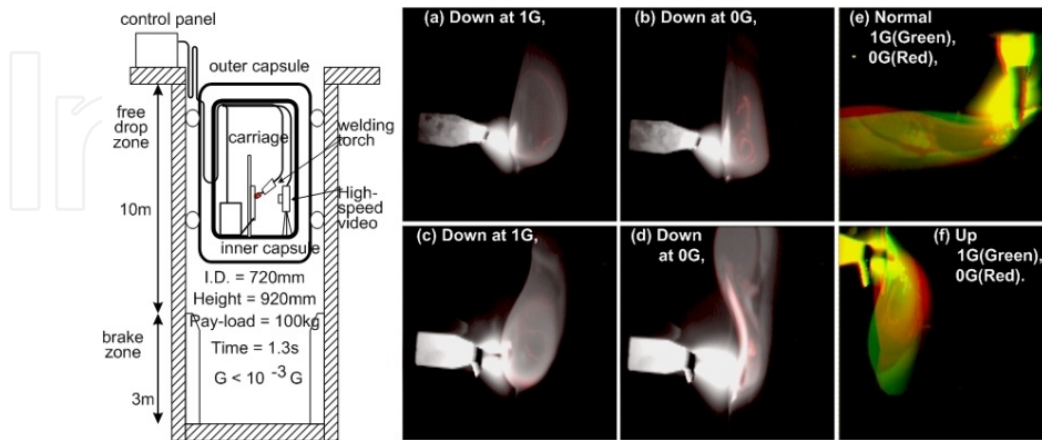 control panel
outer capsule
free
drop
zone
carriage
welding
torch
High-
speed
video
10m
inner capsule
I.D. = 720mm
Height = 920mm
Pay-load = 100kg
brake
zone
Time = 1.3s
G < 10 -3 G
3m
(a) Down at 1G,
(b) Down at 0G,
(e) Normal
1G(Green),
0G(Red),
(c) Down at 1G,
(d) Down
at 0G,
(f) Up
1G(Green),
0G(Red).